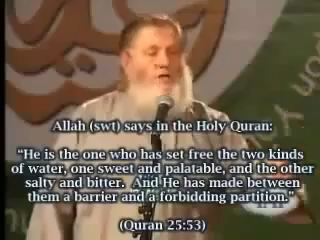 Allah (swt) says in the Holy Quran:
"He is the one who has set free the two kinds
of water, one sweet and palatable, and the other
salty and bitter.  And He has made between
them a barrier and a forbidding partition."
(Quran 25:53)